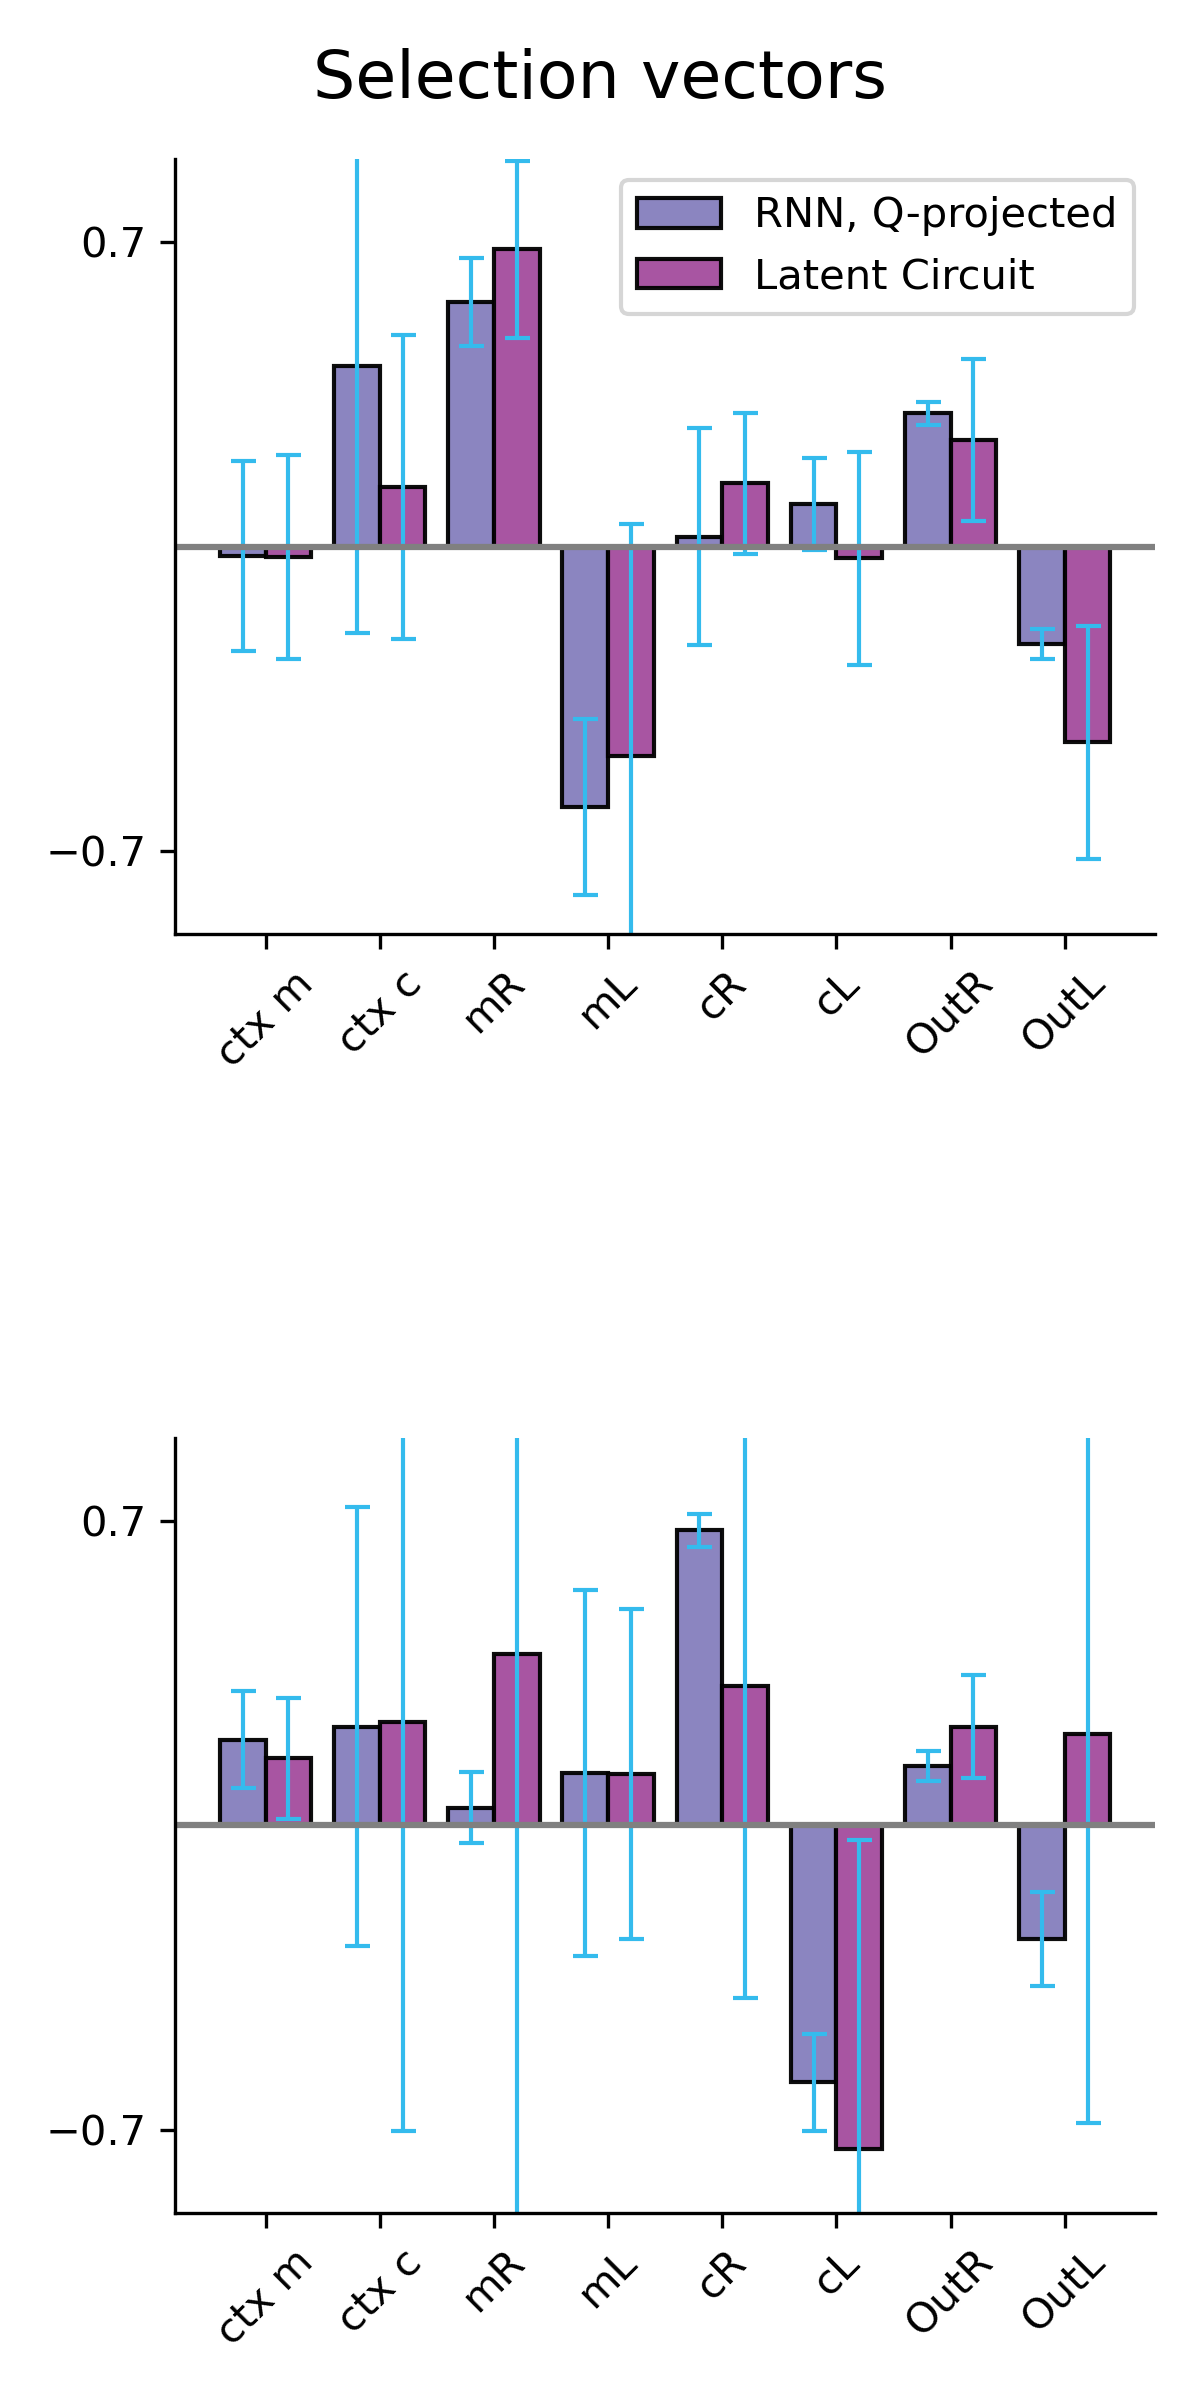 Selection vectors
0.7
RNN, Q-projected
Latent Circuit
−0.7
ctx m
ctx c
mR
mL
cR
cL
OutR
OutL
0.7
−0.7
ctx m
ctx c
mR
mL
cR
cL
OutR
OutL